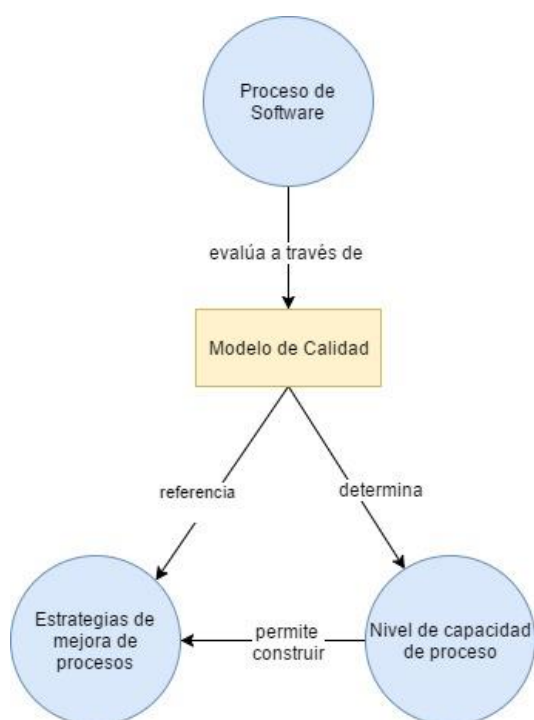 Proceso de
Software
evalúa a través de
Modelo de Calidad
referencia
determina
Estrategias de
mejora de
procesos
permite
construir
Nivel de capacidad
de proceso